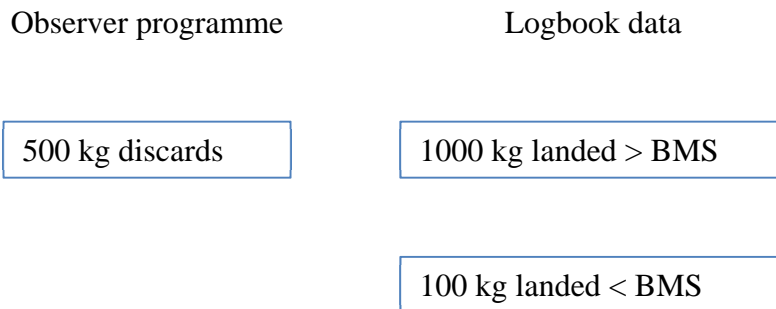 Observer programme
Logbook data
500 kg discards
1000 kg landed > BMS
100 kg landed < BMS